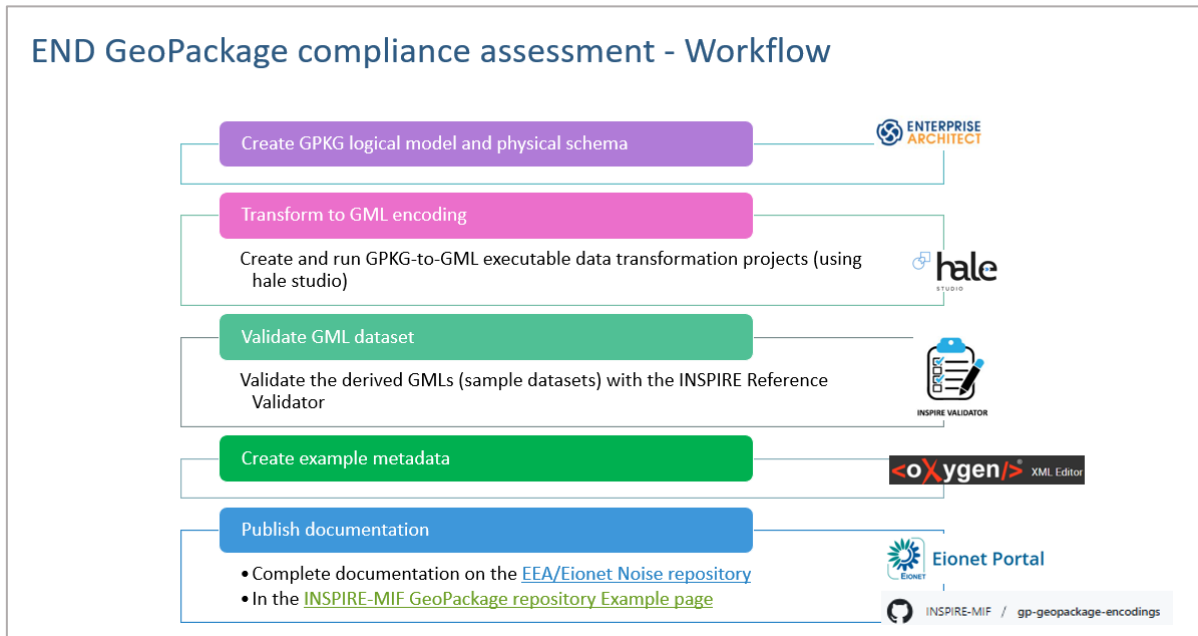 END GeoPackage compliance assessment - Workflow
Create GPKG logical model and physical schema
ENTERPRISE
ARCHITECT
Transform to GML encoding
Create and run GPKG-to-GML executable data transformation projects (using
hale studio)
hale
STUDIO
Validate GML dataset
Validate the derived GMLs (sample datasets) with the INSPIRE Reference
Validator
INSPIRE VALIDATOR
Create example metadata
<oXygen/>® XML Editor
Publish documentation
• Complete documentation on the EEA/Eionet Noise repository
• In the INSPIRE-MIF GeoPackage repository Example page
EIONET
Eionet Portal
INSPIRE-MIF / gp-geopackage-encodings